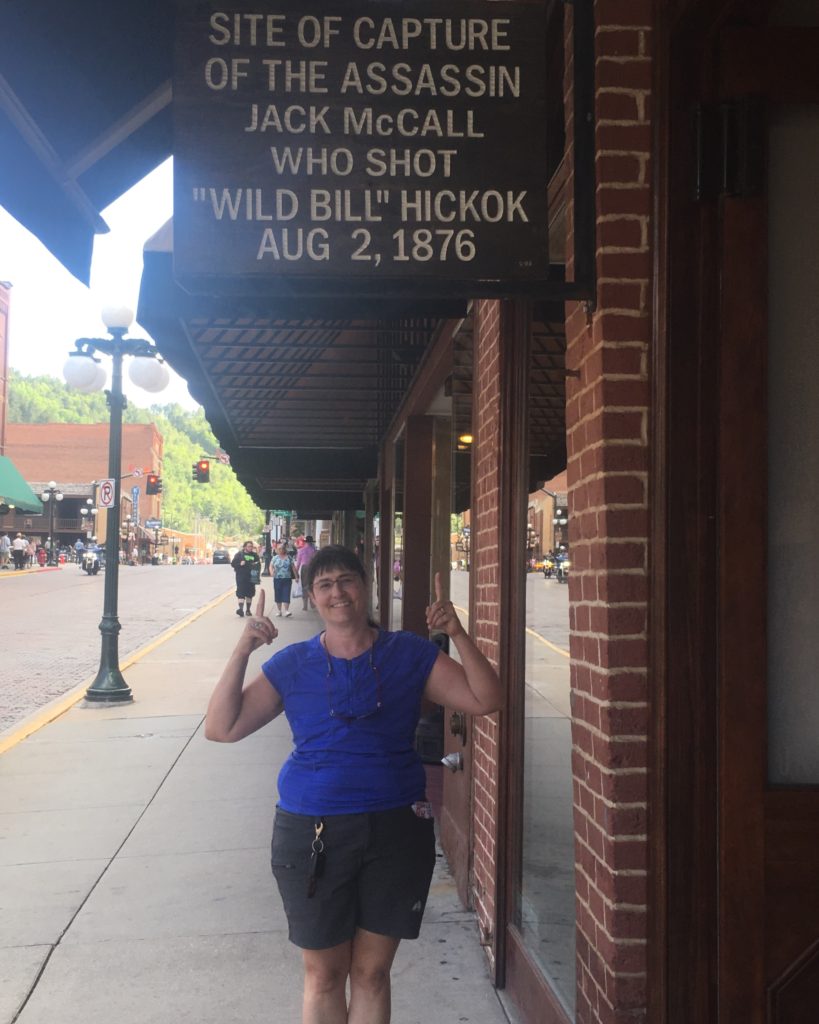 SITE OF CAPTURE
OF THE ASSASSIN
JACK McCALL
WHO SHOT
"WILD BILL" HICKOK
AUG 2, 1876